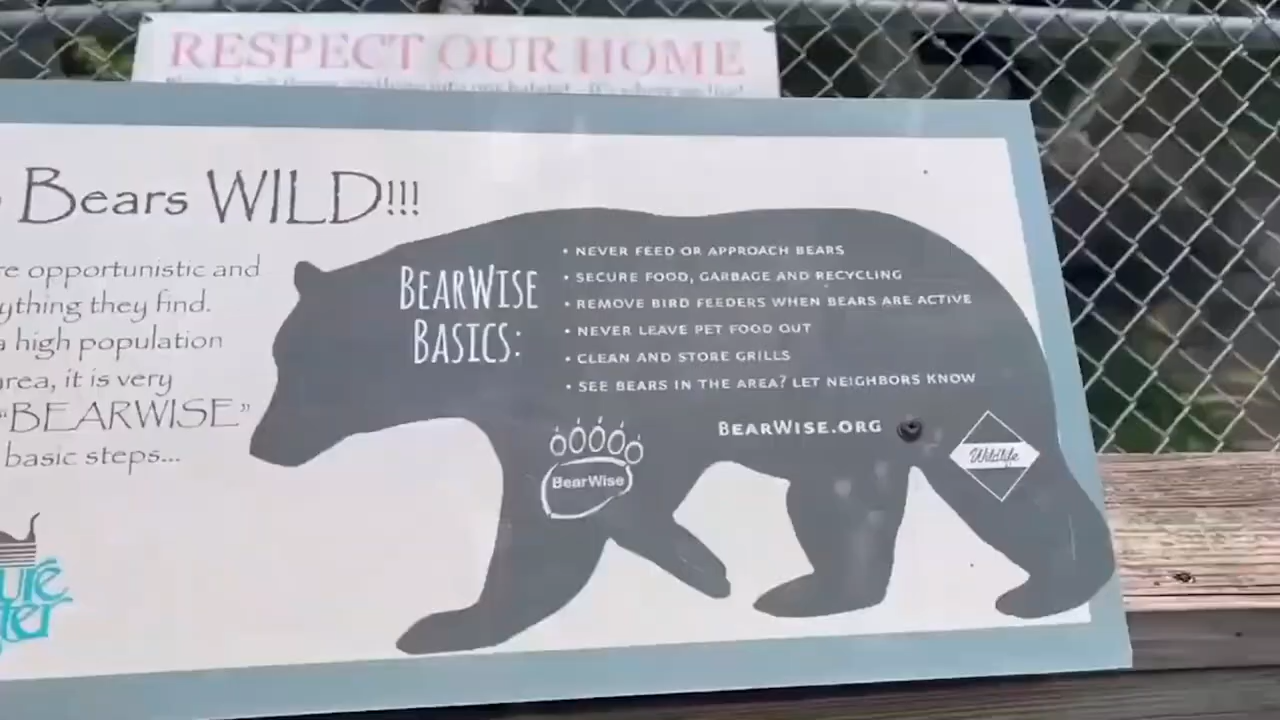 RESPECT OUR HOME
Bears WILD!!!
opportunistic and
they find.
high population
area, it is very
"BEARWISE"
basic steps...
BEARWISE
BASICS:
• NEVER FEED OR APPROACH BEARS
• SECURE FOOD, GARBAGE AND RECYCLING
• REMOVE BIRD FEEDERS WHEN BEARS ARE ACTIVE
• NEVER LEAVE PET FOOD OUT
• CLEAN AND STORE GRILLS
• SEE BEARS IN THE AREA? LET NEIGHBORS KNOW
BEARWISE.ORG
BearWise
Wildlife